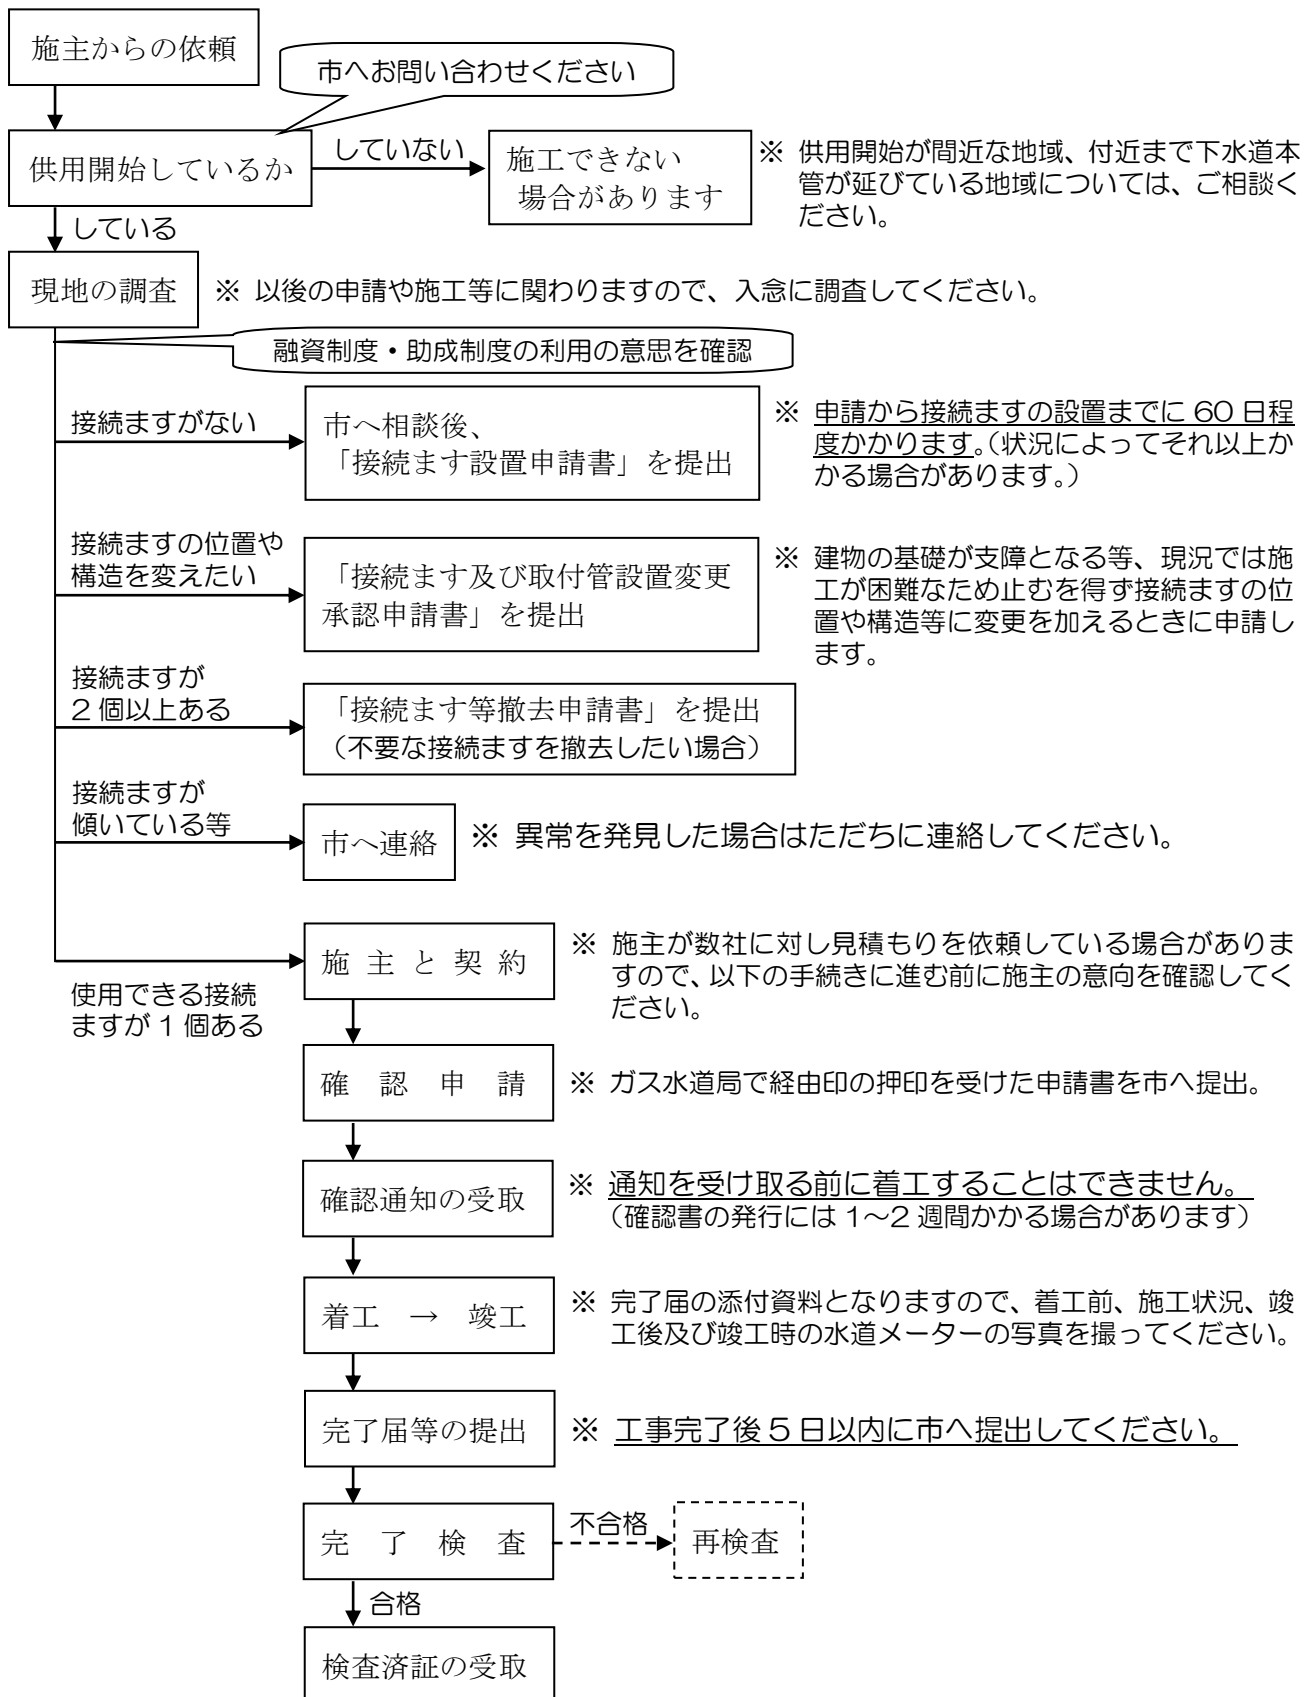 施主からの依頼
市へお問い合わせください
供用開始しているか
していない
施工できない
場合があります
※ 供用開始が間近な地域、付近まで下水道本
管が延びている地域については、ご相談く
ださい。
している
現地の調査
※ 以後の申請や施工等に関わりますので、入念に調査してください。
融資制度・助成制度の利用の意思を確認
接続ますがない
市へ相談後、
「接続ます設置申請書」を提出
※ 申請から接続ますの設置までに 60 日程
度かかります。（状況によってそれ以上か
かる場合があります。）
接続ますの位置や
構造を変えたい
「接続ます及び取付管設置変更
承認申請書」を提出
※ 建物の基礎が支障となる等、現況では施
工が困難なため止むを得ず接続ますの位
置や構造等に変更を加えるときに申請し
ます。
接続ますが
2 個以上ある
「接続ます等撤去申請書」を提出
（不要な接続ますを撤去したい場合）
接続ますが
傾いている等
市へ連絡
※ 異常を発見した場合はただちに連絡してください。
使用できる接続
ますが 1 個ある
施主と契約
※ 施主が数社に対し見積もりを依頼している場合がありま
すので、以下の手続きに進む前に施主の意向を確認してく
ださい。
確認申請
※ ガス水道局で経由印の押印を受けた申請書を市へ提出。
確認通知の受取
※ 通知を受け取る前に着工することはできません。
（確認書の発行には 1～2 週間かかる場合があります）
着工 → 竣工
※ 完了届の添付資料となりますので、着工前、施工状況、竣
工後及び竣工時の水道メーターの写真を撮ってください。
完了届等の提出
※ 工事完了後 5 日以内に市へ提出してください。
完了検査
不合格
再検査
合格
検査済証の受取